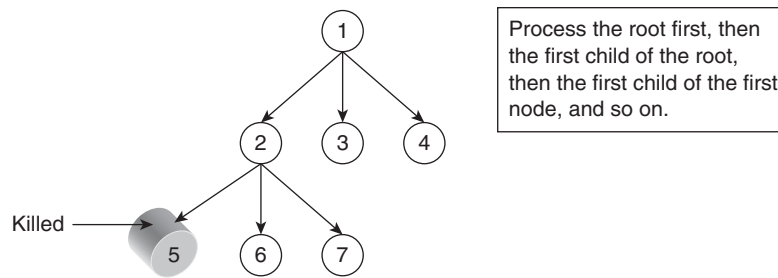 1
Process the root first, then
the first child of the root,
then the first child of the first
node, and so on.
2
3
4
Killed
5
6
7